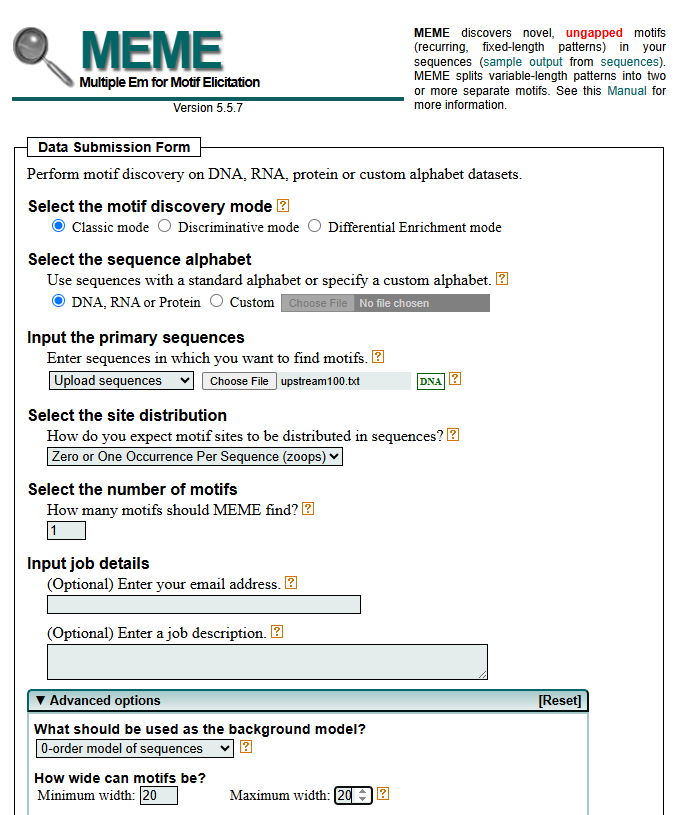 MEME
Multiple Em for Motif Elicitation
Version 5.5.7
MEME discovers novel, ungapped motifs
(recurring, fixed-length patterns) in your
sequences (sample output from sequences).
MEME splits variable-length patterns into two
or more separate motifs. See this Manual for
more information.
Data Submission Form
Perform motif discovery on DNA, RNA, protein or custom alphabet datasets.
Select the motif discovery mode ?
Classic mode Discriminative mode Differential Enrichment mode
Select the sequence alphabet
Use sequences with a standard alphabet or specify a custom alphabet. ?
DNA, RNA or Protein Custom Choose File No file chosen
Input the primary sequences
Enter sequences in which you want to find motifs. ?
Upload sequences Choose File upstream100.txt DNA ?
Select the site distribution
How do you expect motif sites to be distributed in sequences? ?
Zero or One Occurrence Per Sequence (zoops)
Select the number of motifs
How many motifs should MEME find? ?
1
Input job details
(Optional) Enter your email address. ?
(Optional) Enter a job description. ?
▼ Advanced options [Reset]
What should be used as the background model?
0-order model of sequences ?
How wide can motifs be?
Minimum width: 20 Maximum width: 20 ?